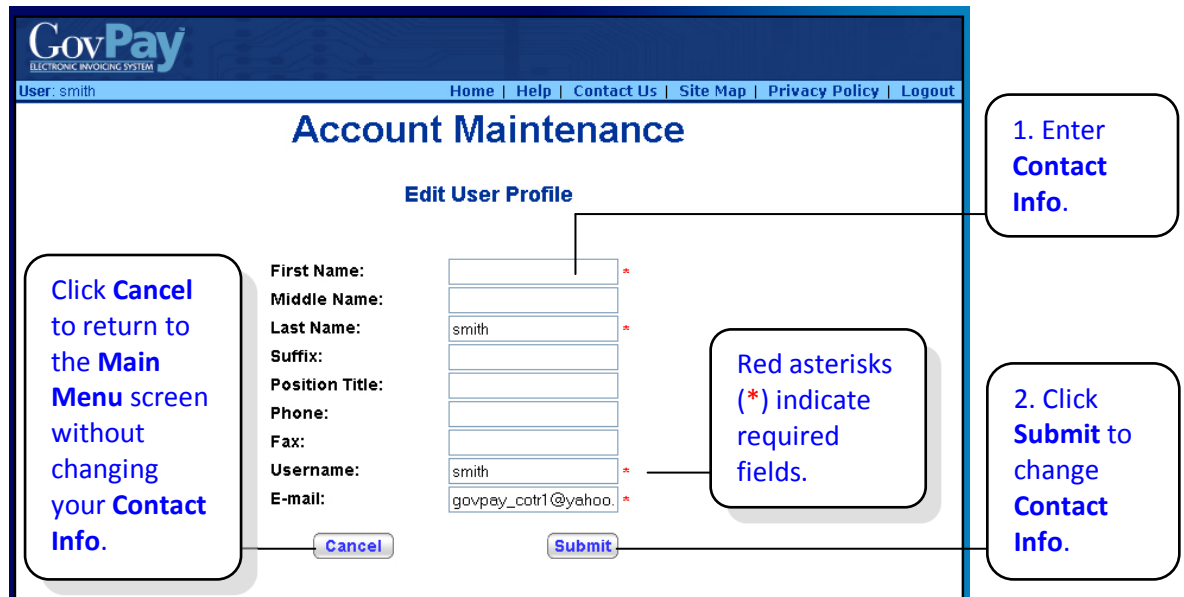 GovPay
ELECTRONIC INVOICING SYSTEM
User: smith
Home | Help | Contact Us | Site Map | Privacy Policy | Logout
Account Maintenance
Edit User Profile
1. Enter
Contact
Info.
First Name: *
Middle Name:
Last Name: smith *
Suffix:
Position Title:
Phone:
Fax:
Username: smith *
E-mail: govpay_cotr1@yahoo. *
Cancel Submit
Click Cancel
to return to
the Main
Menu screen
without
changing
your Contact
Info.
Red asterisks
(*) indicate
required
fields.
2. Click
Submit to
change
Contact
Info.